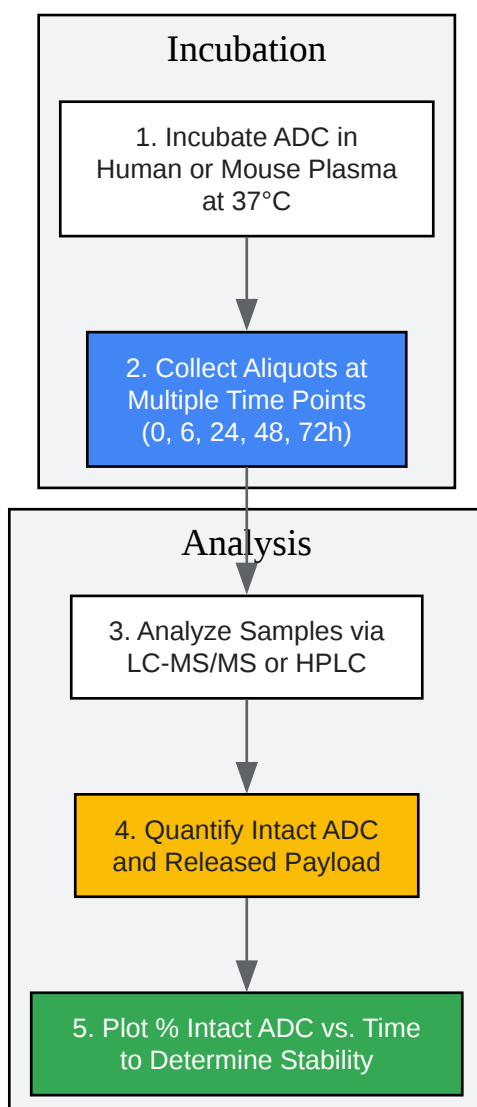 Incubation
1. Incubate ADC in
Human or Mouse Plasma
at 37°C
2. Collect Aliquots at
Multiple Time Points
(0, 6, 24, 48, 72h)
Analysis
3. Analyze Samples via
LC-MS/MS or HPLC
4. Quantify Intact ADC
and Released Payload
5. Plot % Intact ADC vs. Time
to Determine Stability